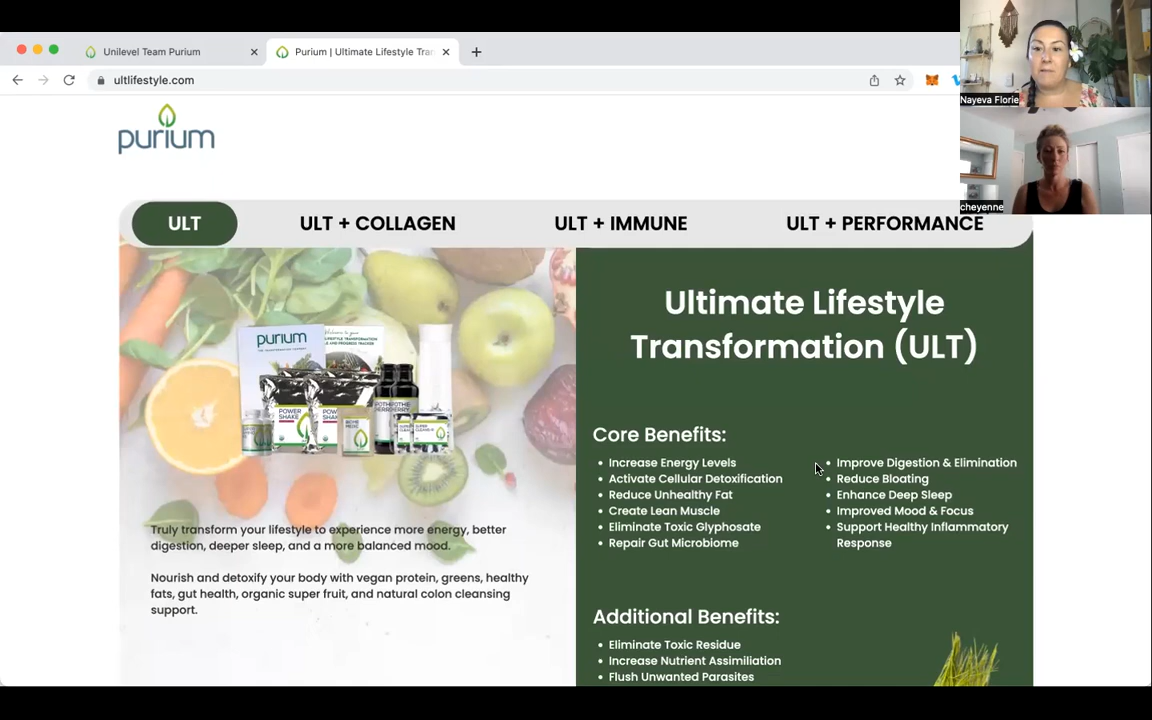 Unilevel Team Purium
Purium | Ultimate Lifestyle Tra
ultlifestyle.com
Nayeva Florie
cheyenne
purium
ULT
ULT + COLLAGEN
ULT + IMMUNE
ULT + PERFORMANCE
purium
POWER
SHAKE
Truly transform your lifestyle to experience more energy, better
digestion, deeper sleep, and a more balanced mood.
Nourish and detoxify your body with vegan protein, greens, healthy
fats, gut health, organic super fruit, and natural colon cleansing
support.
Ultimate Lifestyle
Transformation (ULT)
Core Benefits:
Increase Energy Levels
Activate Cellular Detoxification
Reduce Unhealthy Fat
Create Lean Muscle
Eliminate Toxic Glyphosate
Repair Gut Microbiome
Improve Digestion & Elimination
Reduce Bloating
Enhance Deep Sleep
Improved Mood & Focus
Support Healthy Inflammatory
Response
Additional Benefits:
Eliminate Toxic Residue
Increase Nutrient Assimiliation
Flush Unwanted Parasites